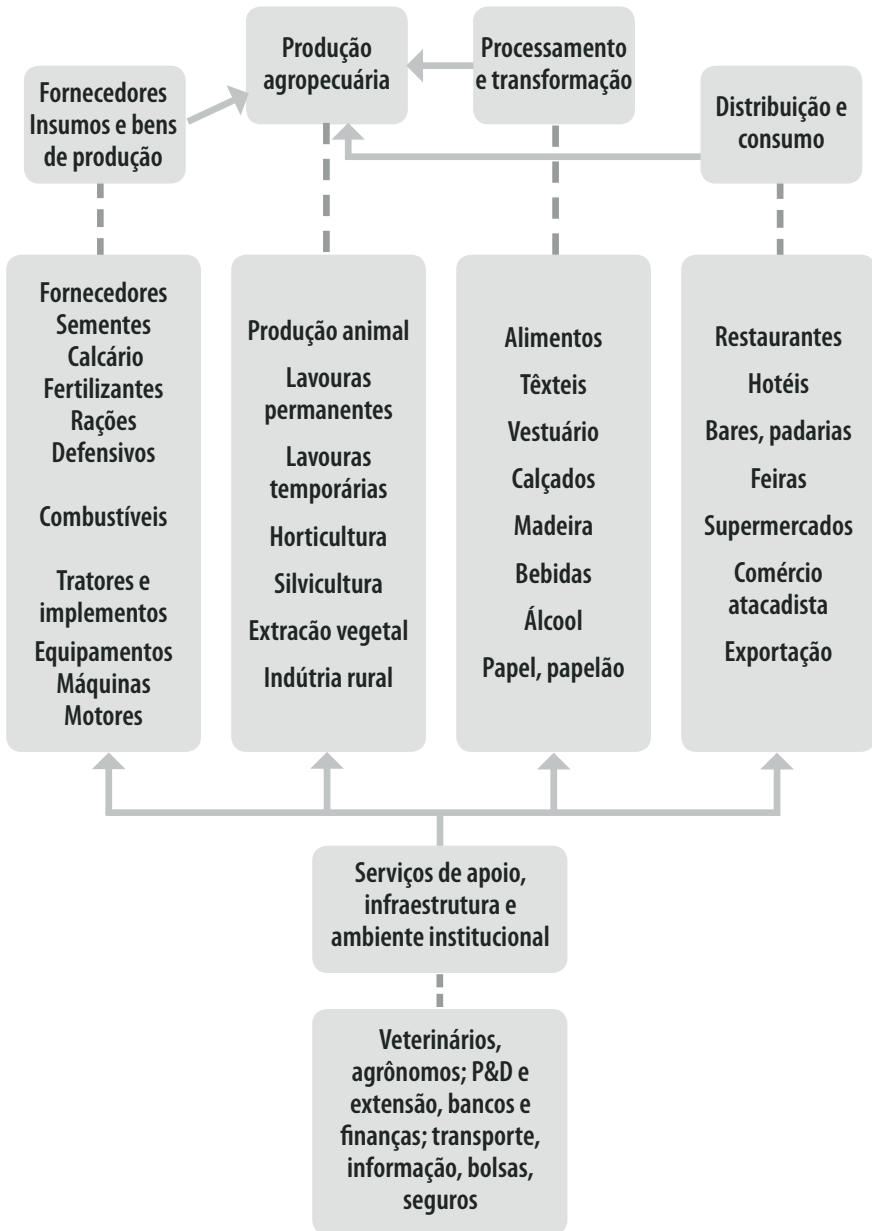 Produção
agropecuária
Processamento
e transformação
Fornecedores
Insumos e bens
de produção
Distribuição e
consumo
Fornecedores
Sementes
Calcário
Fertilizantes
Rações
Defensivos
Combustíveis
Tratores e
implementos
Equipamentos
Máquinas
Motores
Produção animal
Lavouras
permanentes
Lavouras
temporárias
Horticultura
Silvicultura
Extracão vegetal
Indútria rural
Alimentos
Têxteis
Vestuário
Calçados
Madeira
Bebidas
Álcool
Papel, papelão
Restaurantes
Hotéis
Bares, padarias
Feiras
Supermercados
Comércio
atacadista
Exportação
Serviços de apoio,
infraestrutura e
ambiente institucional
Veterinários,
agrônomos; P&D e
extensão, bancos e
finanças; transporte,
informação, bolsas,
seguros